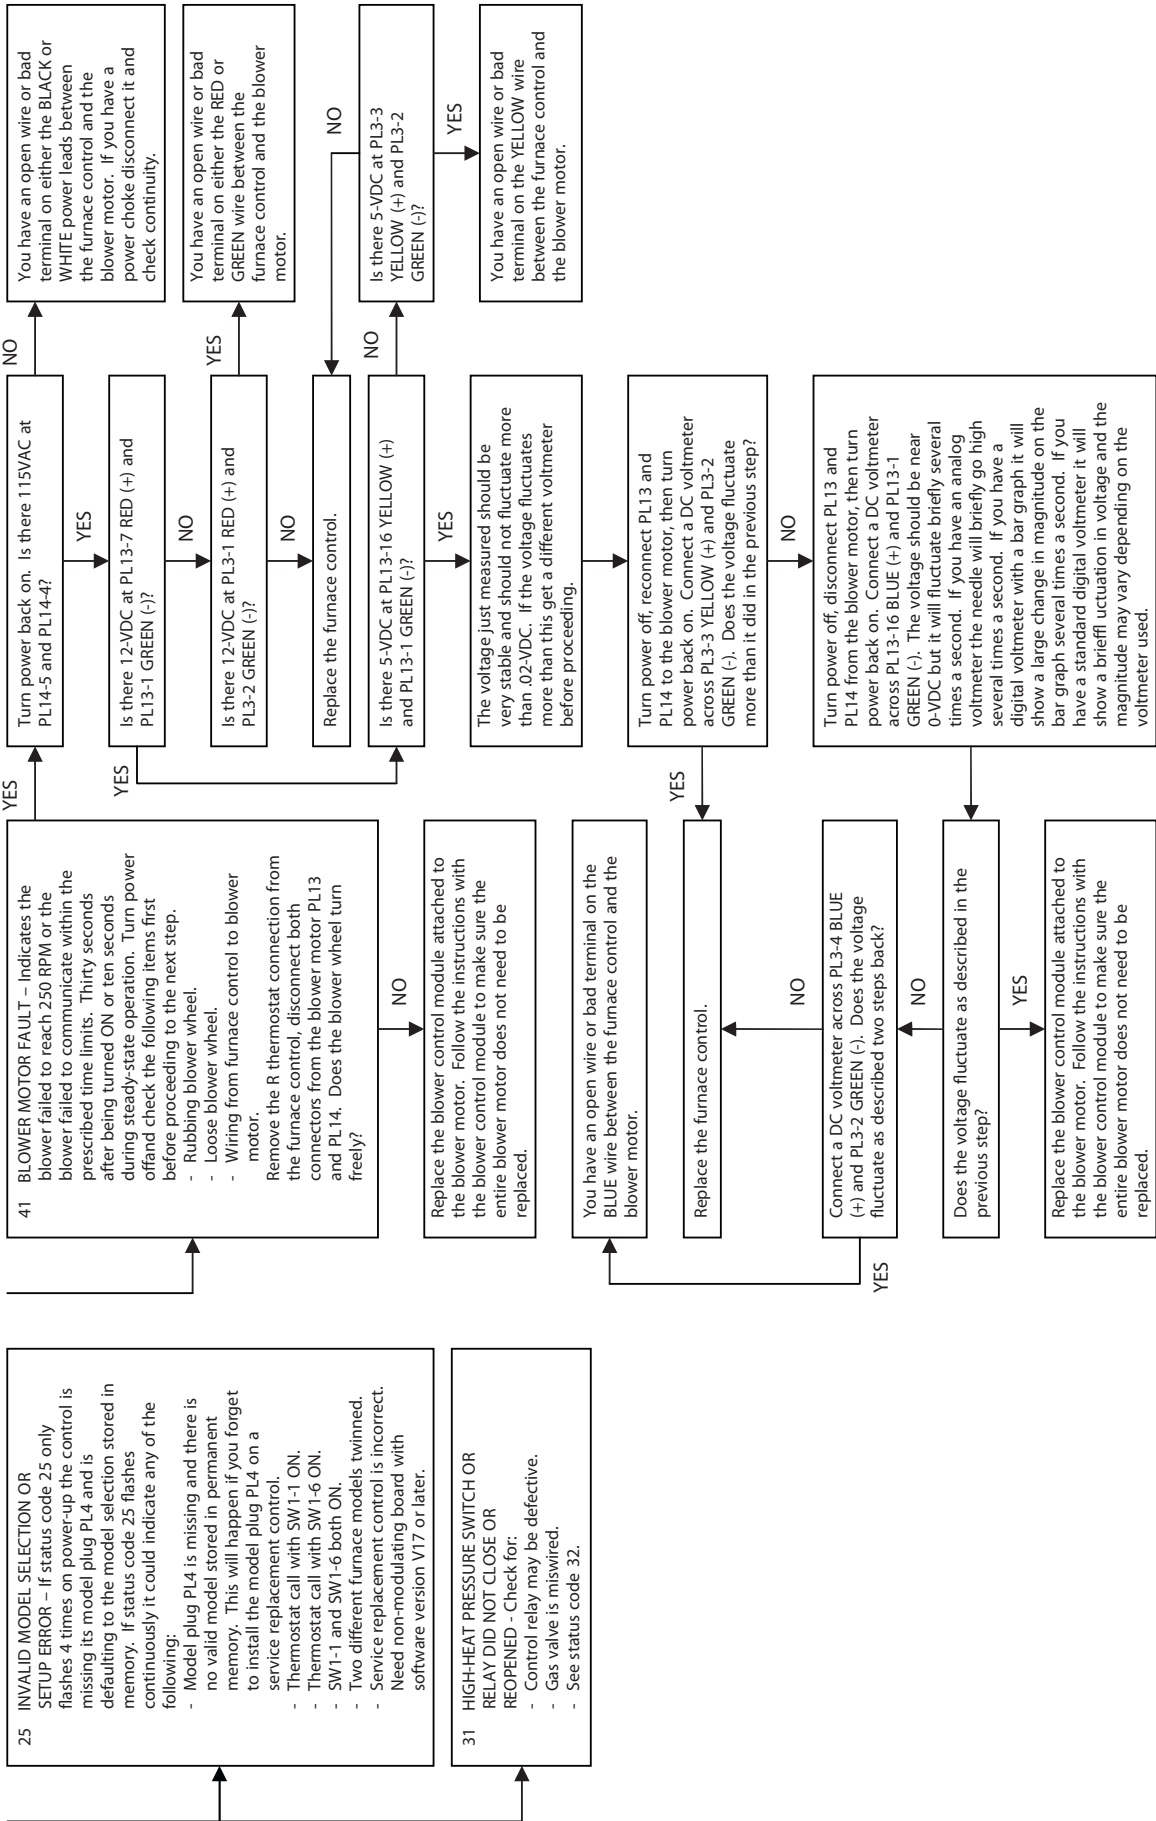 25 INVALID MODEL SELECTION OR
SETUP ERROR – If status code 25 only
flashes 4 times on power-up the control is
missing its model plug PL4 and is
defaulting to the model selection stored in
memory. If status code 25 flashes
continuously it could indicate any of the
following:
- Model plug PL4 is missing and there is
no valid model stored in permanent
memory. This will happen if you forget
to install the model plug PL4 on a
service replacement control.
- Thermostat call with SW1-1 ON.
- Thermostat call with SW1-6 ON.
- SW1-1 and SW1-6 both ON.
- Two different furnace models twinned.
- Service replacement control is incorrect.
Need non-modulating board with
software version V17 or later.
31 HIGH-HEAT PRESSURE SWITCH OR
RELAY DID NOT CLOSE OR
REOPENED - Check for:
- Control relay may be defective.
- Gas valve is miswired.
- See status code 32.
41 BLOWER MOTOR FAULT – Indicates the
blower failed to reach 250 RPM or the
blower failed to communicate within the
prescribed time limits. Thirty seconds
after being turned ON or ten seconds
during steady-state operation. Turn power
offand check the following items first
before proceeding to the next step.
- Rubbing blower wheel.
- Loose blower wheel.
- Wiring from furnace control to blower
motor.
Remove the R thermostat connection from
the furnace control, disconnect both
connectors from the blower motor PL13
and PL14. Does the blower wheel turn
freely?
NO
Replace the blower control module attached to
the blower motor. Follow the instructions with
the blower control module to make sure the
entire blower motor does not need to be
replaced.
YES
Turn power back on. Is there 115VAC at
PL14-5 and PL14-4?
NO
You have an open wire or bad
terminal on either the BLACK or
WHITE power leads between
the furnace control and the
blower motor. If you have a
power choke disconnect it and
check continuity.
YES
Is there 12-VDC at PL13-7 RED (+) and
PL13-1 GREEN (-)?
YES
NO
Is there 12-VDC at PL3-1 RED (+) and
PL3-2 GREEN (-)?
YES
You have an open wire or bad
terminal on either the RED or
GREEN wire between the
furnace control and the blower
motor.
NO
Replace the furnace control.
Is there 5-VDC at PL13-16 YELLOW (+)
and PL13-1 GREEN (-)?
NO
Is there 5-VDC at PL3-3
YELLOW (+) and PL3-2
GREEN (-)?
NO
YES
You have an open wire or bad
terminal on the YELLOW wire
between the furnace control and
the blower motor.
YES
The voltage just measured should be
very stable and should not fluctuate more
than .02-VDC. If the voltage fluctuates
more than this get a different voltmeter
before proceeding.
Turn power off, reconnect PL13 and
PL14 to the blower motor, then turn
power back on. Connect a DC voltmeter
across PL3-3 YELLOW (+) and PL3-2
GREEN (-). Does the voltage fluctuate
more than it did in the previous step?
YES
Replace the furnace control.
NO
Turn power off, disconnect PL13 and
PL14 from the blower motor, then turn
power back on. Connect a DC voltmeter
across PL13-16 BLUE (+) and PL13-1
GREEN (-). The voltage should be near
0-VDC but it will fluctuate briefly several
times a second. If you have an analog
voltmeter the needle will briefly go high
several times a second. If you have a
digital voltmeter with a bar graph it will
show a large change in magnitude on the
bar graph several times a second. If you
have a standard digital voltmeter it will
show a brieffl uctuation in voltage and the
magnitude may vary depending on the
voltmeter used.
Does the voltage fluctuate as described in the
previous step?
YES
Replace the blower control module attached to
the blower motor. Follow the instructions with
the blower control module to make sure the
entire blower motor does not need to be
replaced.
NO
Connect a DC voltmeter across PL3-4 BLUE
(+) and PL3-2 GREEN (-). Does the voltage
fluctuate as described two steps back?
NO
YES
You have an open wire or bad terminal on the
BLUE wire between the furnace control and the
blower motor.